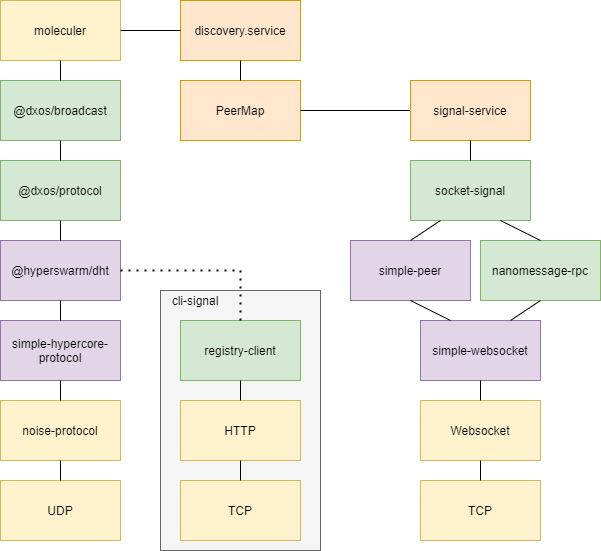 moleculer
discovery.service
@dxos/broadcast
PeerMap
signal-service
@dxos/protocol
socket-signal
@hyperswarm/dht
simple-peer
nanomessage-rpc
cli-signal
simple-hypercore-
protocol
registry-client
simple-websocket
noise-protocol
HTTP
Websocket
UDP
TCP
TCP